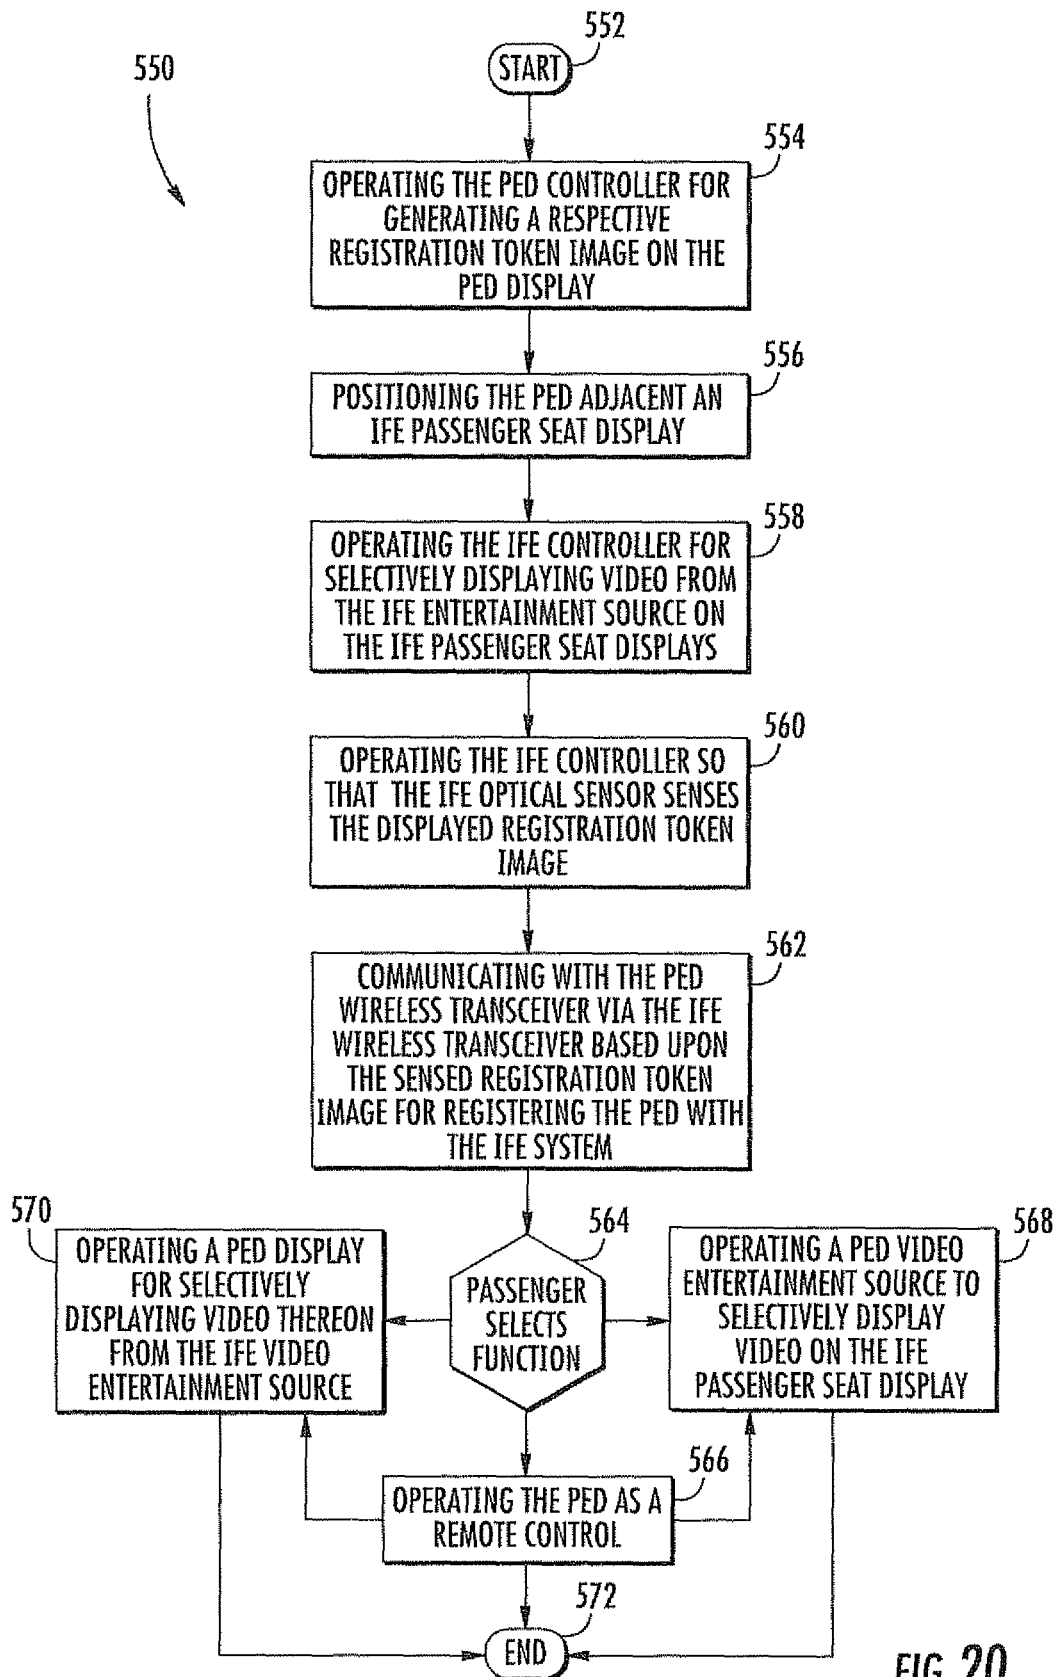 552
START
550
554
OPERATING THE PED CONTROLLER FOR
GENERATING A RESPECTIVE
REGISTRATION TOKEN IMAGE ON THE
PED DISPLAY
556
POSITIONING THE PED ADJACENT AN
IFE PASSENGER SEAT DISPLAY
558
OPERATING THE IFE CONTROLLER FOR
SELECTIVELY DISPLAYING VIDEO FROM
THE IFE ENTERTAINMENT SOURCE ON
THE IFE PASSENGER SEAT DISPLAYS
560
OPERATING THE IFE CONTROLLER SO
THAT THE IFE OPTICAL SENSOR SENSES
THE DISPLAYED REGISTRATION TOKEN
IMAGE
562
COMMUNICATING WITH THE PED
WIRELESS TRANSCEIVER VIA THE IFE
WIRELESS TRANSCEIVER BASED UPON
THE SENSED REGISTRATION TOKEN
IMAGE FOR REGISTERING THE PED WITH
THE IFE SYSTEM
570
OPERATING A PED DISPLAY
FOR SELECTIVELY
DISPLAYING VIDEO THEREON
FROM THE IFE VIDEO
ENTERTAINMENT SOURCE
564
PASSENGER
SELECTS
FUNCTION
568
OPERATING A PED VIDEO
ENTERTAINMENT SOURCE TO
SELECTIVELY DISPLAY
VIDEO ON THE IFE
PASSENGER SEAT DISPLAY
566
OPERATING THE PED AS A
REMOTE CONTROL
572
END
FIG. 20